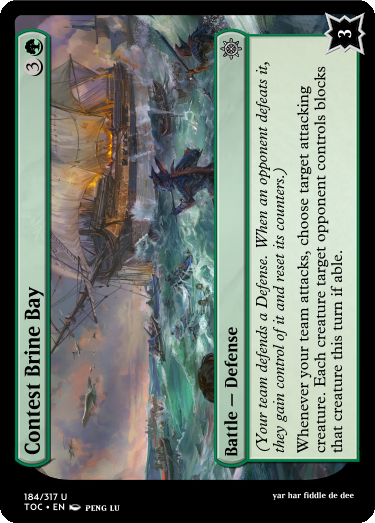 Contest Brine Bay
3
Battle — Defense
(Your team defends a Defense. When an opponent defeats it,
they gain control of it and reset its counters.)
Whenever your team attacks, choose target attacking
creature. Each creature target opponent controls blocks
that creature this turn if able.
3
184/317 U
TOC • EN PENG LU
yar har fiddle de dee